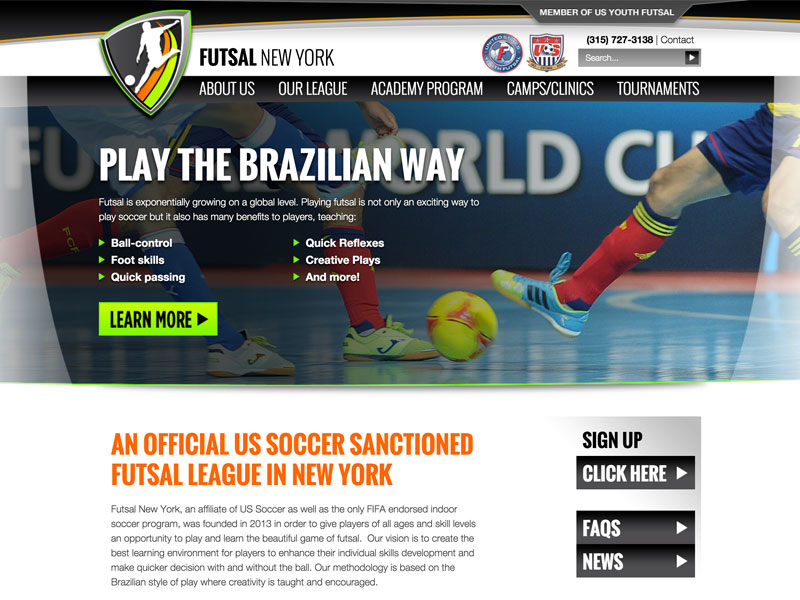 MEMBER OF US YOUTH FUTSAL
(315) 727-3138 | Contact
Search...
FUTSAL NEW YORK
ABOUT US OUR LEAGUE ACADEMY PROGRAM CAMPS/CLINICS TOURNAMENTS
WORLD CU
PLAY THE BRAZILIAN WAY
Futsal is exponentially growing on a global level. Playing futsal is not only an exciting way to
play soccer but it also has many benefits to players, teaching:
Ball-control
Foot skills
Quick passing
Quick Reflexes
Creative Plays
And more!
LEARN MORE
AN OFFICIAL US SOCCER SANCTIONED
FUTSAL LEAGUE IN NEW YORK
Futsal New York, an affiliate of US Soccer as well as the only FIFA endorsed indoor
soccer program, was founded in 2013 in order to give players of all ages and skill levels
an opportunity to play and learn the beautiful game of futsal.  Our vision is to create the
best learning environment for players to enhance their individual skills development and
make quicker decision with and without the ball. Our methodology is based on the
Brazilian style of play where creativity is taught and encouraged.
SIGN UP
CLICK HERE
FAQS
NEWS